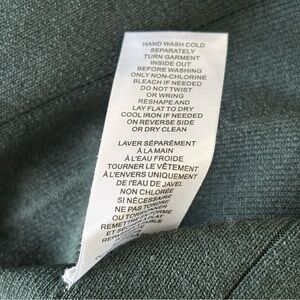 HAND WASH COLD
SEPARATELY
TURN GARMENT
INSIDE OUT
BEFORE WASHING
ONLY NON-CHLORINE
BLEACH IF NEEDED
DO NOT TWIST
OR WRING
RESHAPE AND
LAY FLAT TO DRY
COOL IRON IF NEEDED
ON REVERSE SIDE
OR DRY CLEAN
LAVER SÉPARÉMENT
À LA MAIN
À L'EAU FROIDE
TOURNER LE VÊTEMENT
À L'ENVERS UNIQUEMENT
DE L'EAU DE JAVEL
NON CHLORÉE
SI NÉCESSAIRE
NE PAS TORDRE
OU TORDRE
REMETTRE